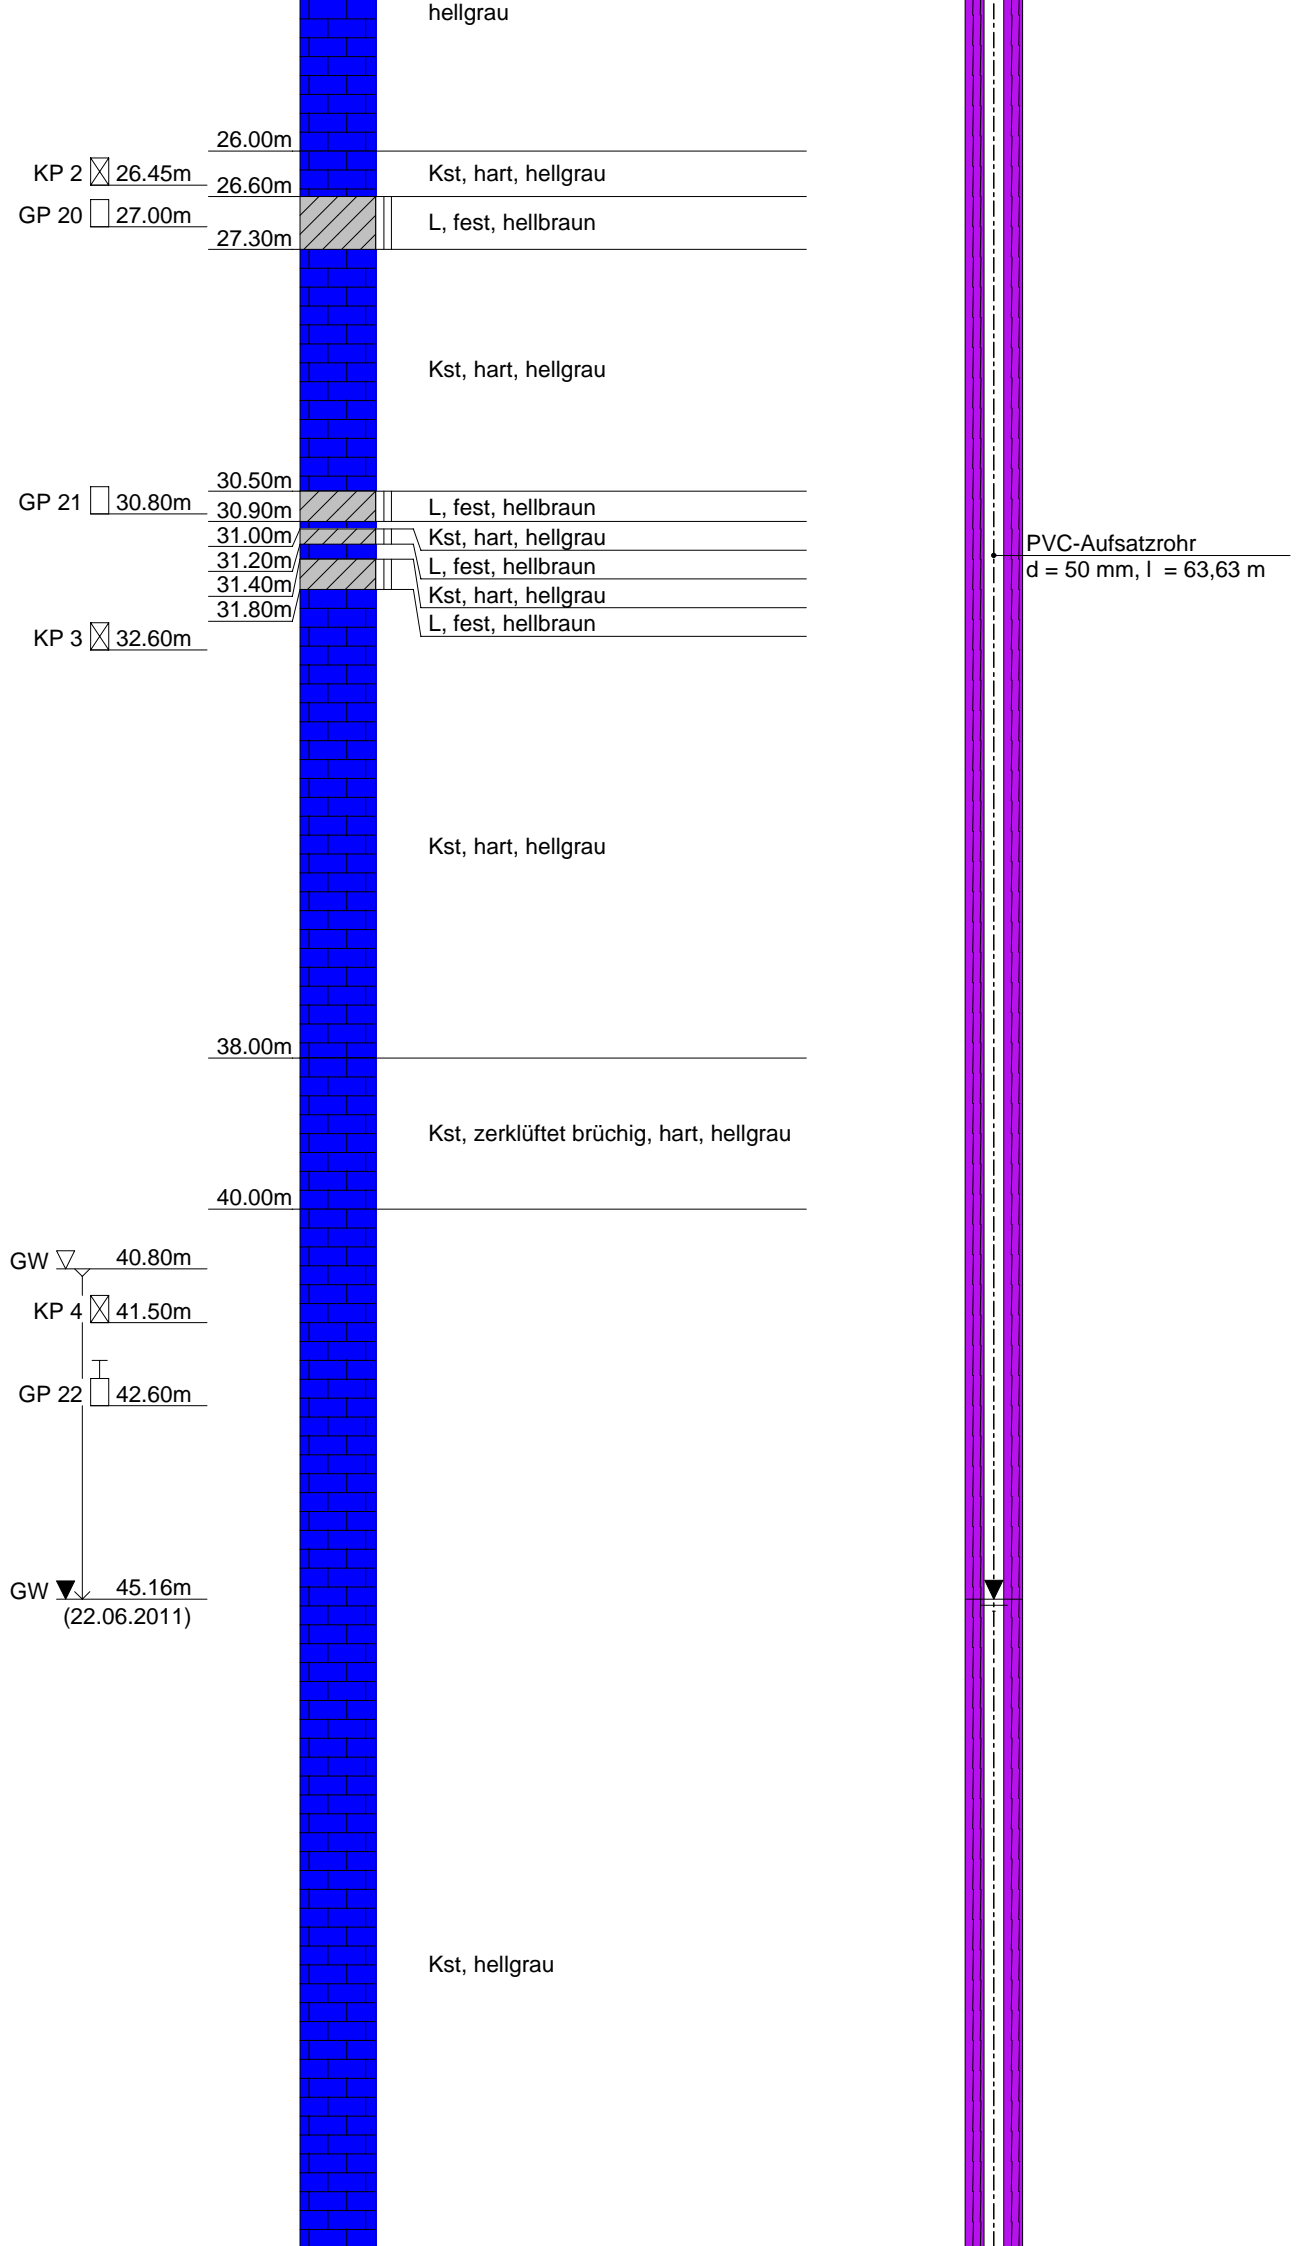 hellgrau
26.00m
KP 2 26.45m
Kst, hart, hellgrau
26.60m
GP 20 27.00m
L, fest, hellbraun
27.30m
Kst, hart, hellgrau
30.50m
GP 21 30.80m
L, fest, hellbraun
30.90m
31.00m
Kst, hart, hellgrau
PVC-Aufsatzrohr
d = 50 mm, l = 63,63 m
31.20m
L, fest, hellbraun
31.40m
Kst, hart, hellgrau
31.80m
L, fest, hellbraun
KP 3 32.60m
Kst, hart, hellgrau
38.00m
Kst, zerklüftet brüchig, hart, hellgrau
40.00m
GW 40.80m
KP 4 41.50m
GP 22 42.60m
GW 45.16m
(22.06.2011)
Kst, hellgrau